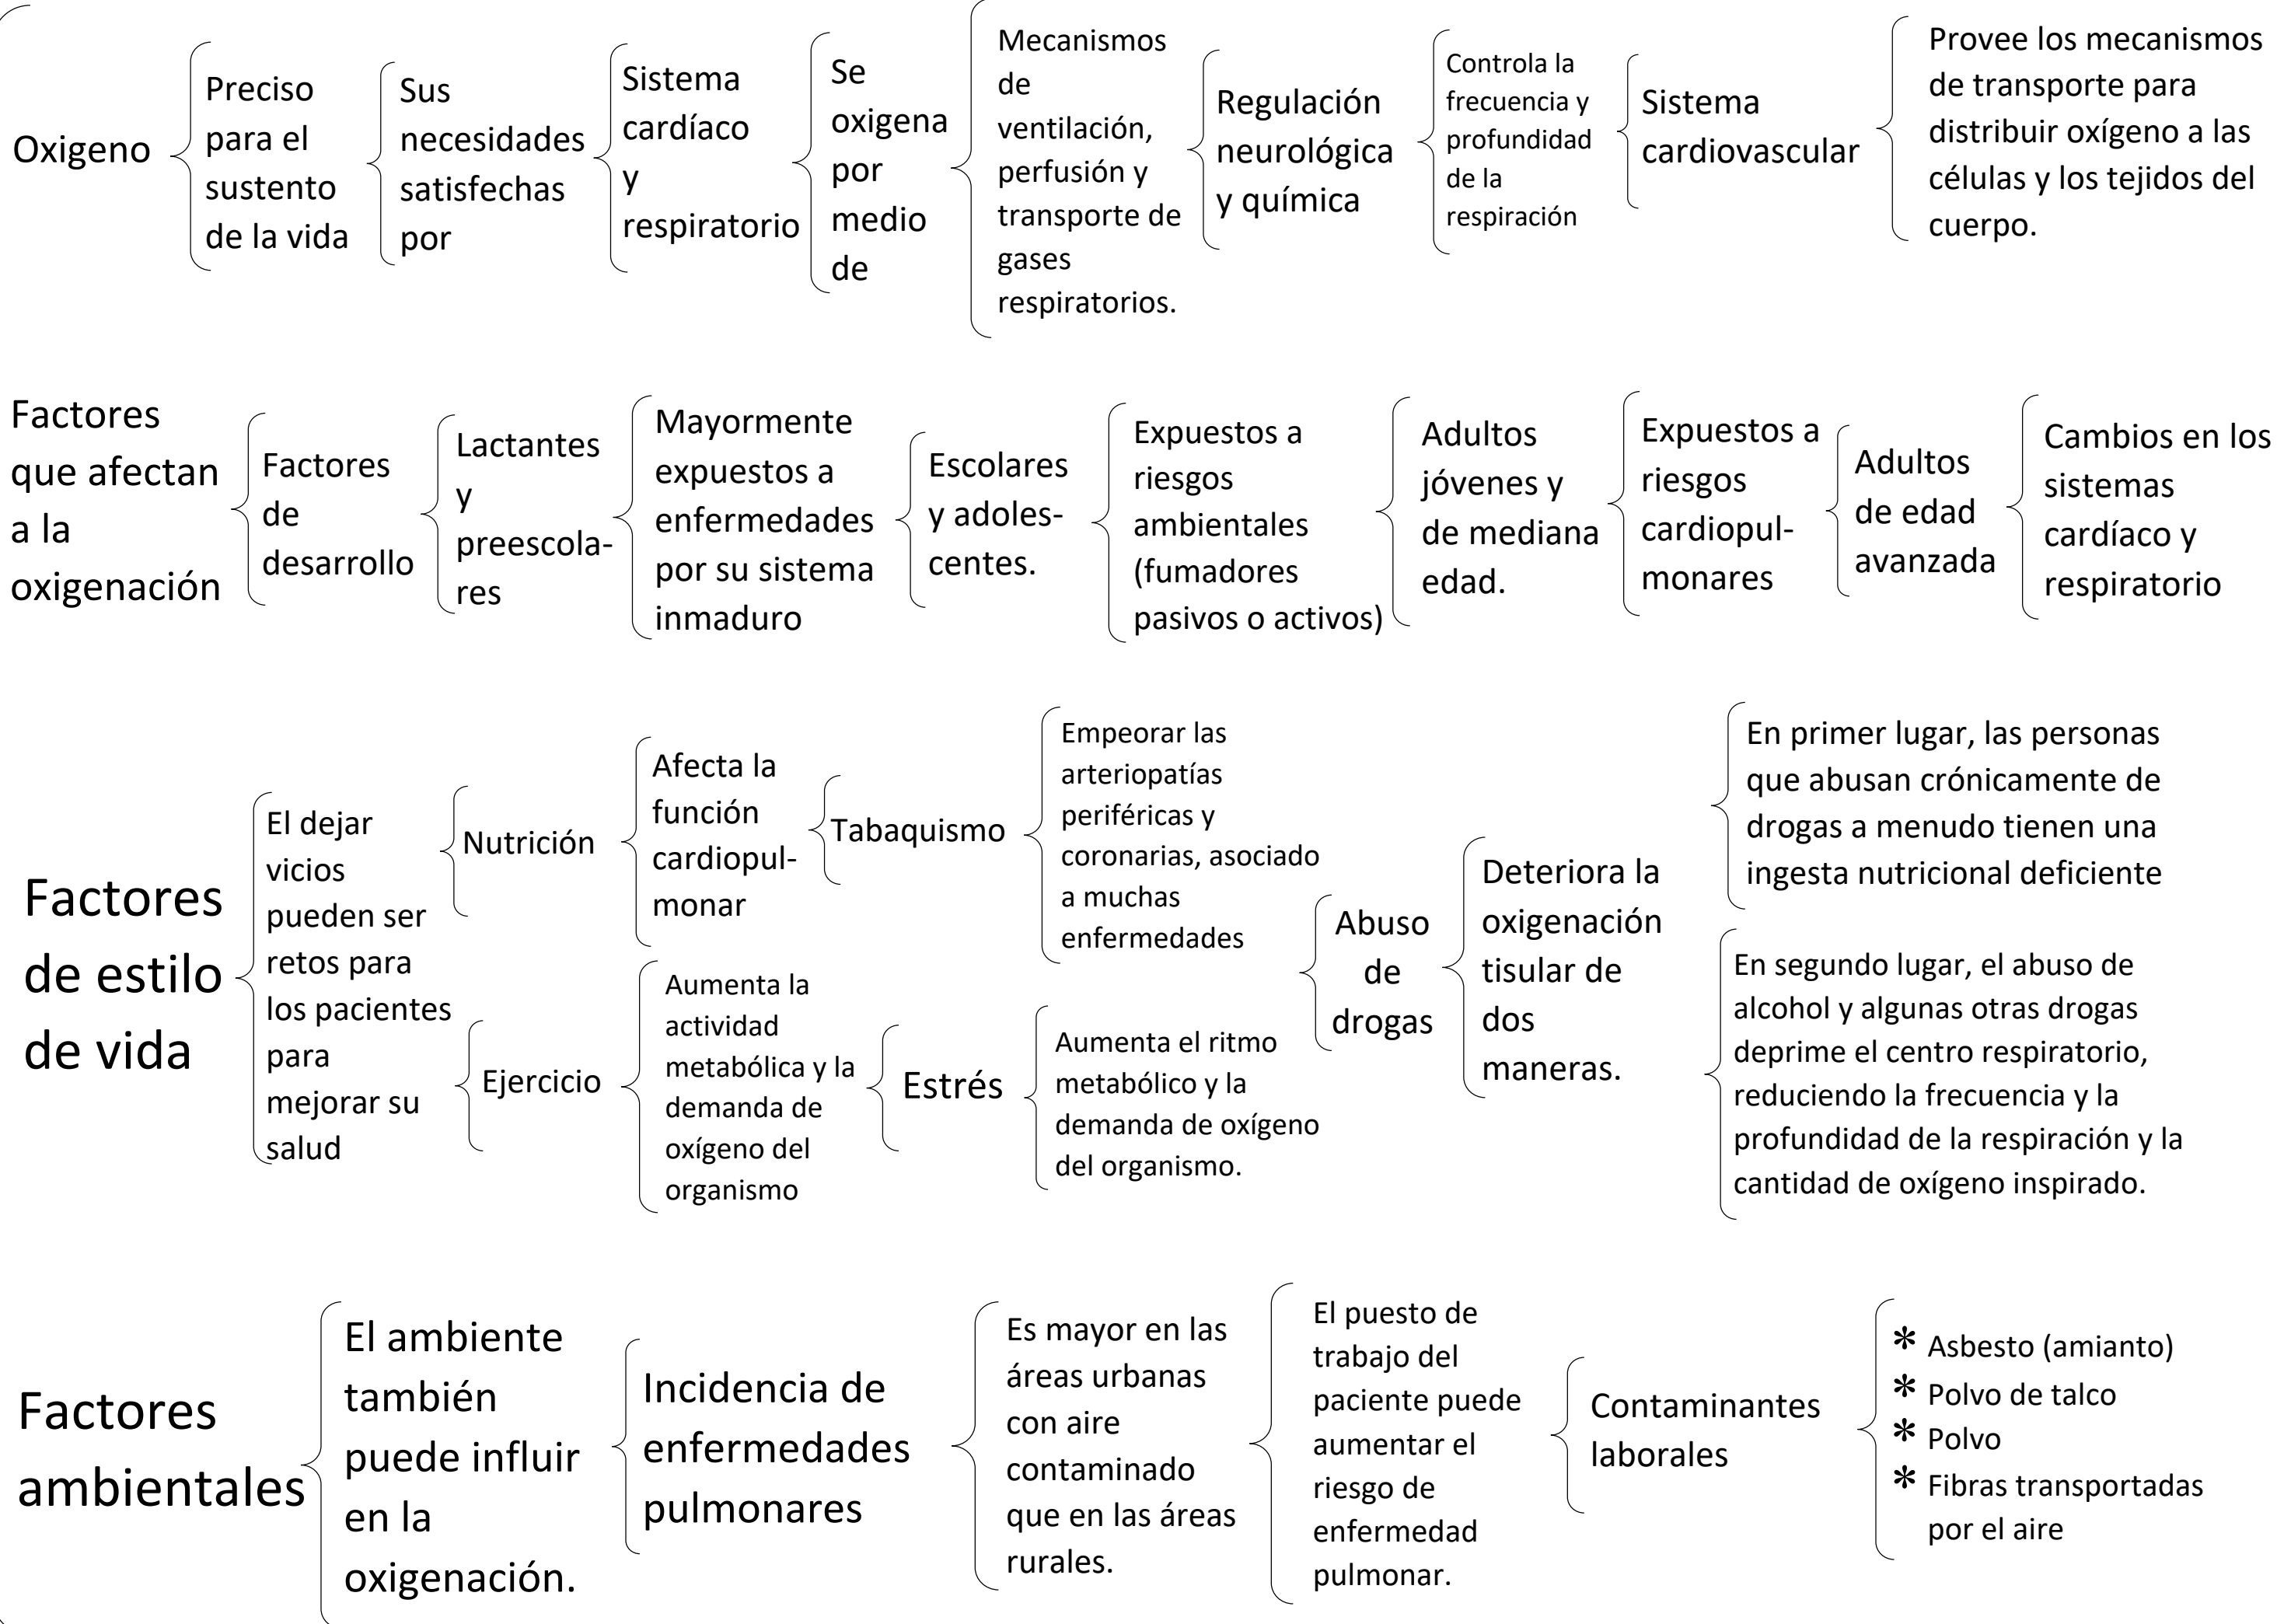 Oxigeno
Preciso
para el
sustento
de la vida
Sus
necesidades
satisfechas
por
Sistema
cardíaco
y
respiratorio
Se
oxigena
por
medio
de
Mecanismos
de
ventilación,
perfusión y
transporte de
gases
respiratorios.
Regulación
neurológica
y química
Controla la
frecuencia y
profundidad
de la
respiración
Sistema
cardiovascular
Provee los mecanismos
de transporte para
distribuir oxígeno a las
células y los tejidos del
cuerpo.
Factores
que afectan
a la
oxigenación
Factores
de
desarrollo
Lactantes
y
preescola-
res
Mayormente
expuestos a
enfermedades
por su sistema
inmaduro
Escolares
y adoles-
centes.
Expuestos a
riesgos
ambientales
(fumadores
pasivos o activos)
Adultos
jóvenes y
de mediana
edad.
Expuestos a
riesgos
cardiopul-
monares
Adultos
de edad
avanzada
Cambios en los
sistemas
cardíaco y
respiratorio
Factores
de estilo
de vida
El dejar
vicios
pueden ser
retos para
los pacientes
para
mejorar su
salud
Nutrición
Afecta la
función
cardiopul-
monar
Tabaquismo
Empeorar las
arteriopatías
periféricas y
coronarias, asociado
a muchas
enfermedades
Ejercicio
Aumenta la
actividad
metabólica y la
demanda de
oxígeno del
organismo
Estrés
Aumenta el ritmo
metabólico y la
demanda de oxígeno
del organismo.
Abuso
de
drogas
Deteriora la
oxigenación
tisular de
dos
maneras.
En primer lugar, las personas
que abusan crónicamente de
drogas a menudo tienen una
ingesta nutricional deficiente
En segundo lugar, el abuso de
alcohol y algunas otras drogas
deprime el centro respiratorio,
reduciendo la frecuencia y la
profundidad de la respiración y la
cantidad de oxígeno inspirado.
Factores
ambientales
El ambiente
también
puede influir
en la
oxigenación.
Incidencia de
enfermedades
pulmonares
Es mayor en las
áreas urbanas
con aire
contaminado
que en las áreas
rurales.
El puesto de
trabajo del
paciente puede
aumentar el
riesgo de
enfermedad
pulmonar.
Contaminantes
laborales
* Asbesto (amianto)
* Polvo de talco
* Polvo
* Fibras transportadas
por el aire